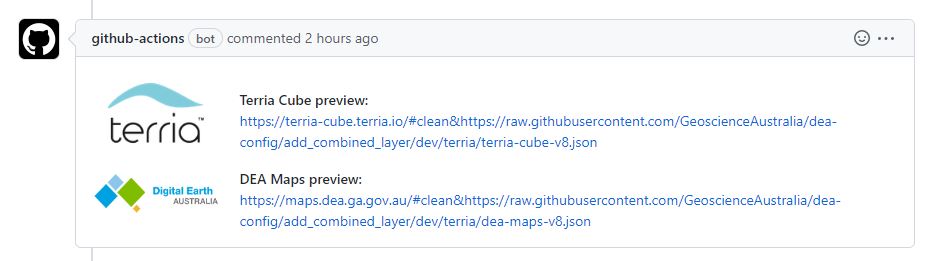 github-actions bot commented 2 hours ago
terria™
Terria Cube preview:
https://terria-cube.terria.io/#clean&https://raw.githubusercontent.com/GeoscienceAustralia/dea-
config/add_combined_layer/dev/terria/terria-cube-v8.json
Digital Earth
AUSTRALIA
DEA Maps preview:
https://maps.dea.ga.gov.au/#clean&https://raw.githubusercontent.com/GeoscienceAustralia/dea-
config/add_combined_layer/dev/terria/dea-maps-v8.json